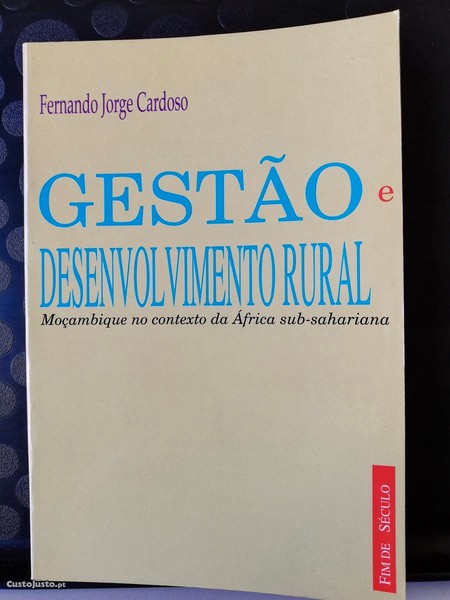 Fernando Jorge Cardoso
GESTÃO e
DESENVOLVIMENTO RURAL
Moçambique no contexto da África sub-sahariana
FIM DE SÉCULO
CustoJusto.pt